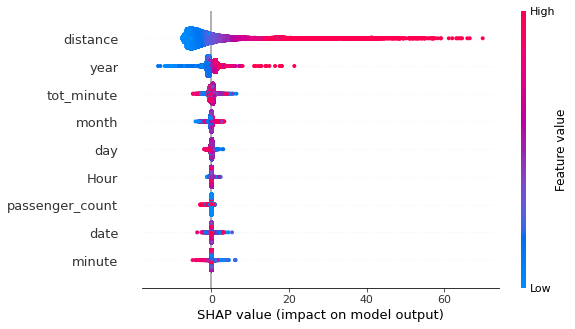 High
distance
year
tot_minute
month
day
Hour
passenger_count
date
minute
Feature value
Low
0 20 40 60
SHAP value (impact on model output)